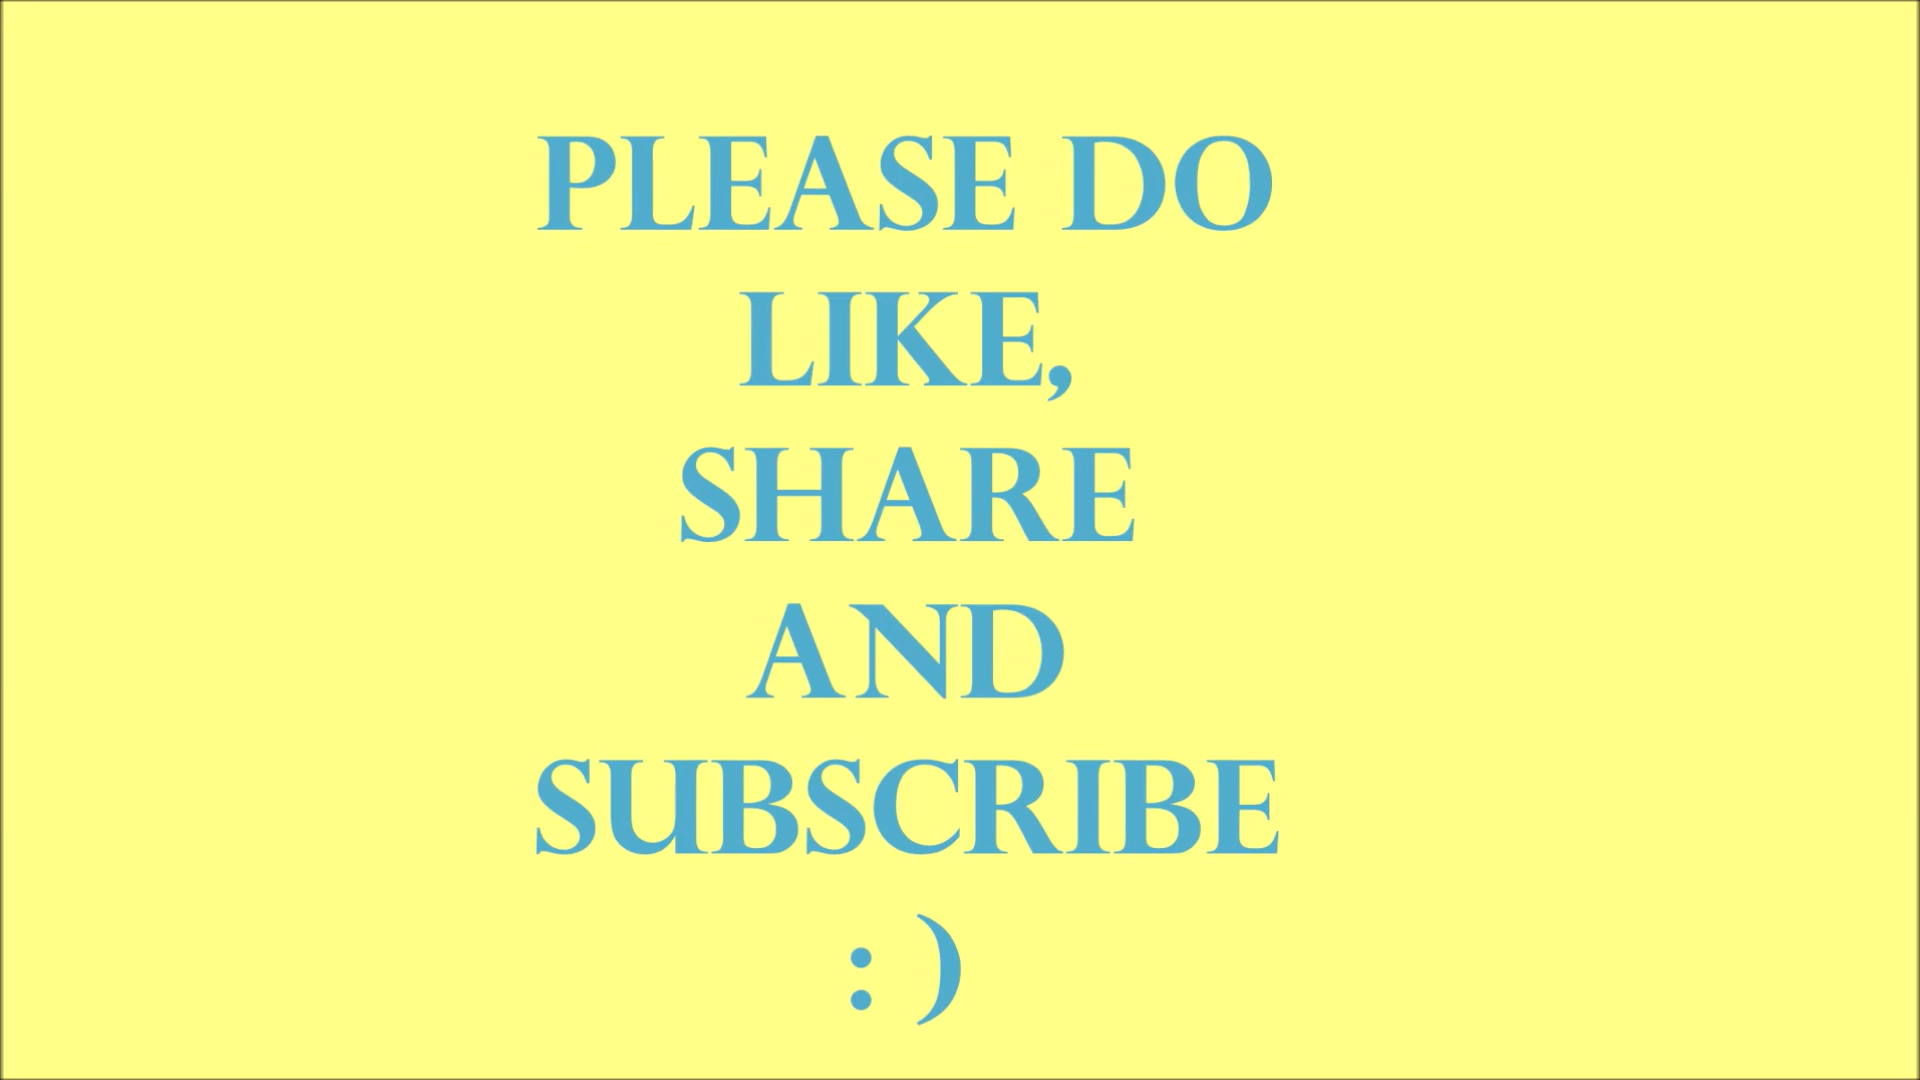 PLEASE DO
LIKE,
SHARE
AND
SUBSCRIBE
: )